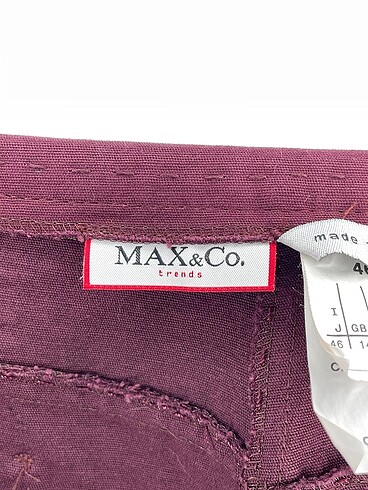 MAX&Co.
trends
made
46
I
J GB
46 14
C.